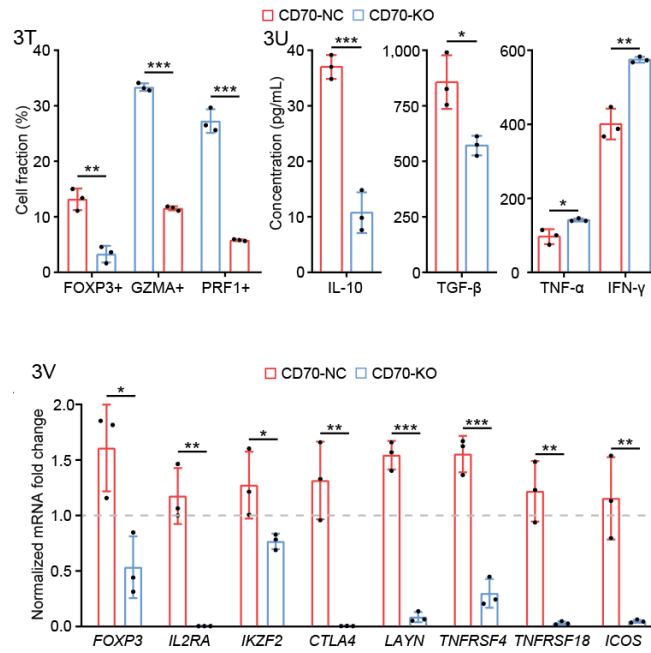 3T
CD70-NC CD70-KO
3U
Cell fraction (%)
40
30
20
10
0
***
***
**
FOXP3+ GZMA+ PRF1+
Concentration (pg/mL)
40
30
20
10
0
***
IL-10
1,000
750
500
250
0
*
TGF-β
600
400
200
0
*
**
TNF-α IFN-γ
3V
CD70-NC CD70-KO
Normalized mRNA fold change
2.0
1.5
1.0
0.5
0
* ** * ** *** *** ** **
FOXP3 IL2RA IKZF2 CTLA4 LAYN TNFRSF4 TNFRSF18 ICOS